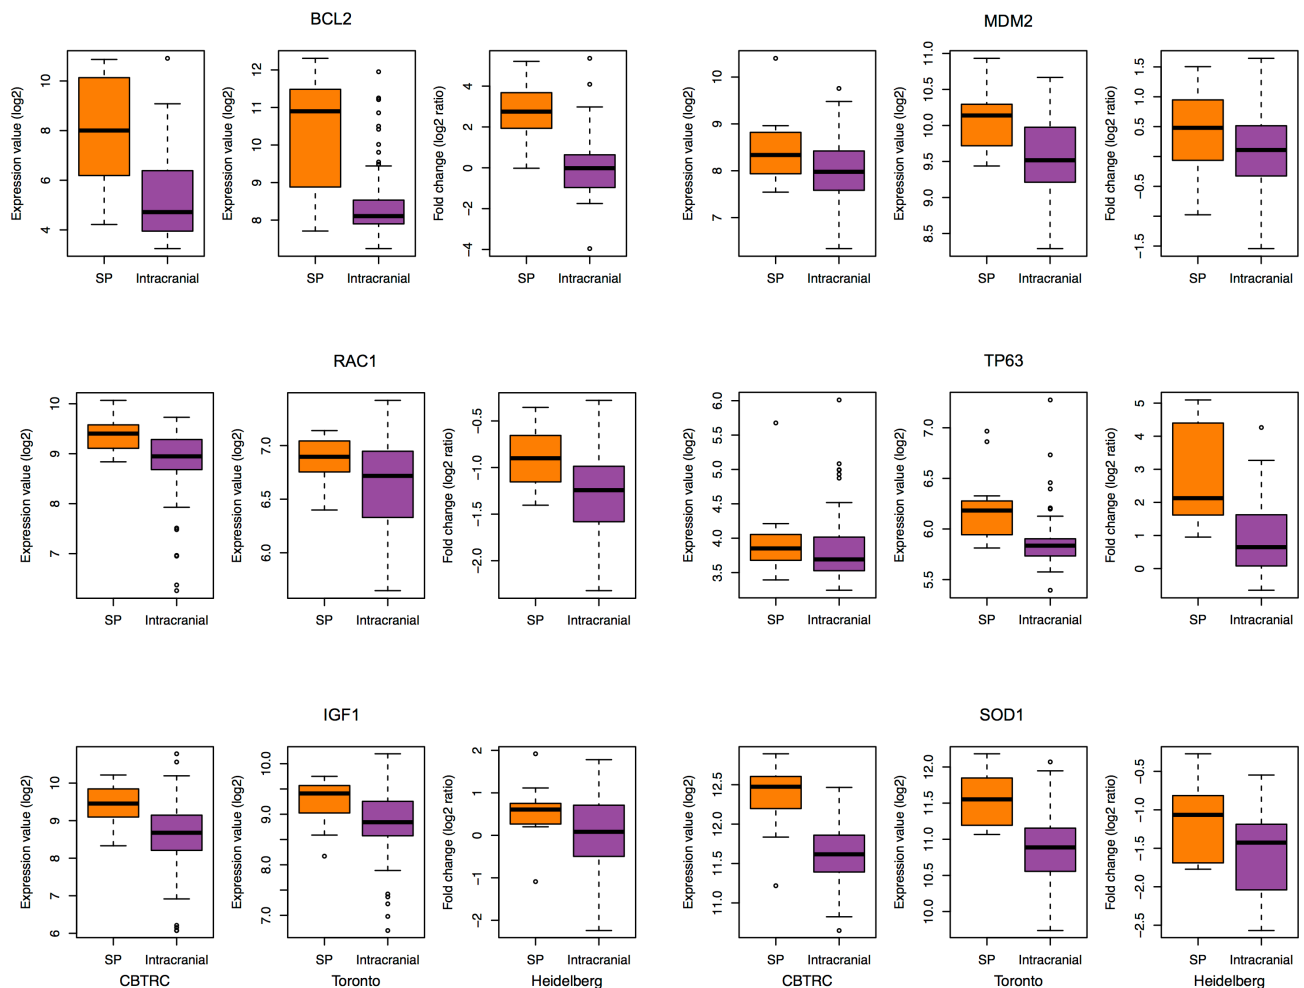 BCL2
MDM2
Expression value (log2)
4
6
8
10
SP Intracranial
Expression value (log2)
8
9
10
11
12
SP Intracranial
Fold change (log2 ratio)
−4
−2
0
2
4
SP Intracranial
Expression value (log2)
7
8
9
10
SP Intracranial
Expression value (log2)
8.5
9.0
9.5
10.0
10.5
11.0
SP Intracranial
Fold change (log2 ratio)
−1.5
−0.5
0.5
1.5
SP Intracranial
RAC1
TP63
Expression value (log2)
7
8
9
10
SP Intracranial
Expression value (log2)
6.0
6.5
7.0
SP Intracranial
Fold change (log2 ratio)
−2.0
−1.5
−1.0
−0.5
SP Intracranial
Expression value (log2)
3.5
4.0
4.5
5.0
5.5
6.0
SP Intracranial
Expression value (log2)
5.5
6.0
6.5
7.0
SP Intracranial
Fold change (log2 ratio)
0
1
2
3
4
5
SP Intracranial
IGF1
SOD1
Expression value (log2)
6
7
8
9
10
SP Intracranial
CBTRC
Expression value (log2)
7.0
8.0
9.0
10.0
SP Intracranial
Toronto
Fold change (log2 ratio)
−2
−1
0
1
2
SP Intracranial
Heidelberg
Expression value (log2)
11.0
11.5
12.0
12.5
SP Intracranial
CBTRC
Expression value (log2)
10.0
10.5
11.0
11.5
12.0
SP Intracranial
Toronto
Fold change (log2 ratio)
−2.5
−2.0
−1.5
−1.0
−0.5
SP Intracranial
Heidelberg